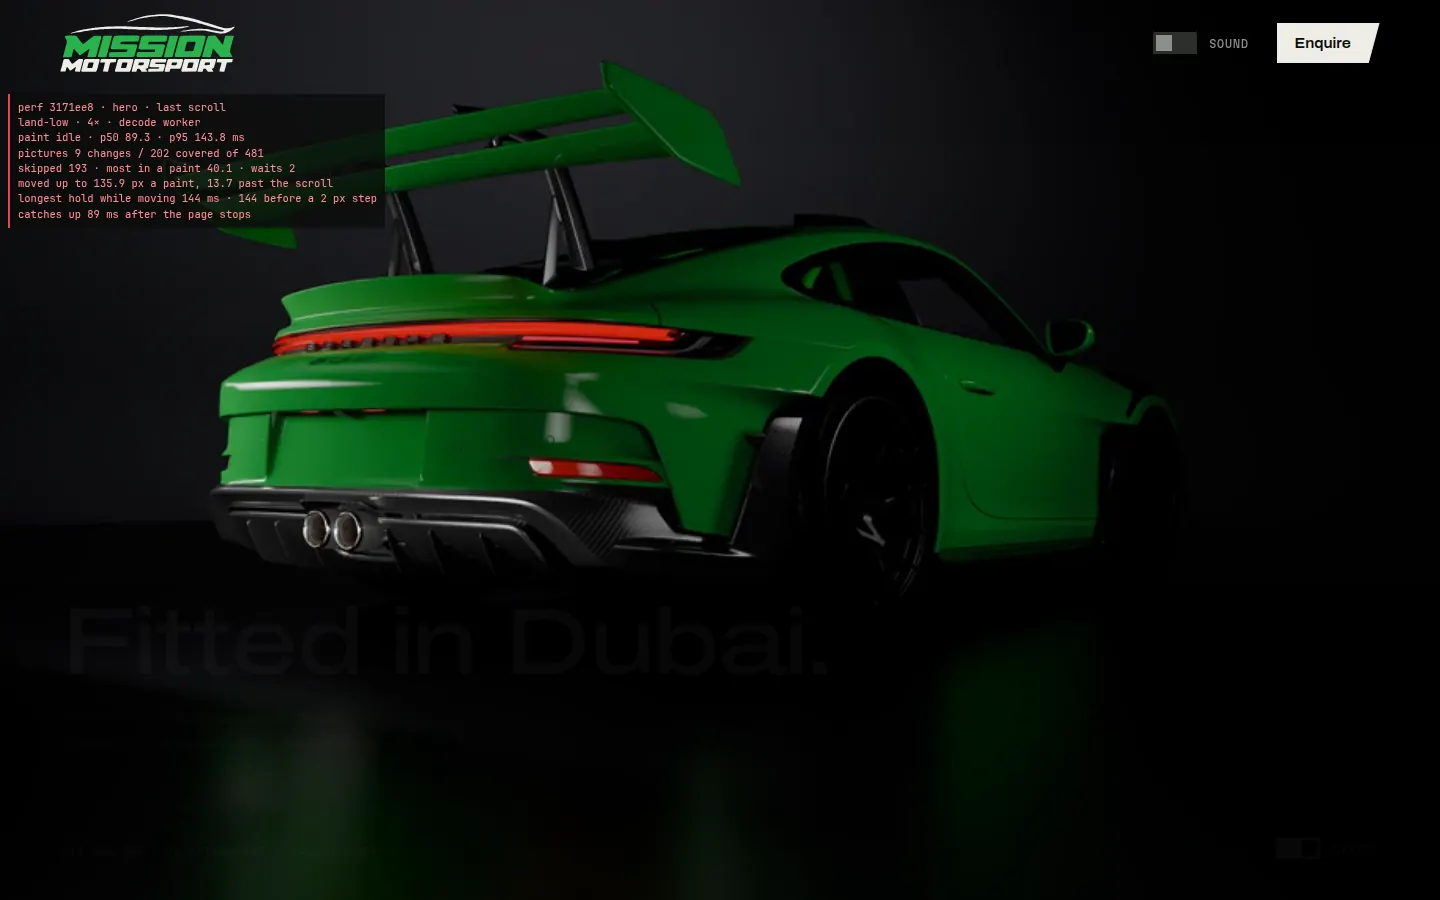 MISSION
MOTORSPORT
SOUND
Enquire
perf 3171ee8 · hero · last scroll
land-low · 4× · decode worker
paint idle · p50 89.3 · p95 143.8 ms
pictures 9 changes / 202 covered of 481
skipped 193 · most in a paint 40.1 · waits 2
moved up to 135.9 px a paint, 13.7 past the scroll
longest hold while moving 144 ms · 144 before a 2 px step
catches up 89 ms after the page stops
PORSCHE
Fitted in Dubai.